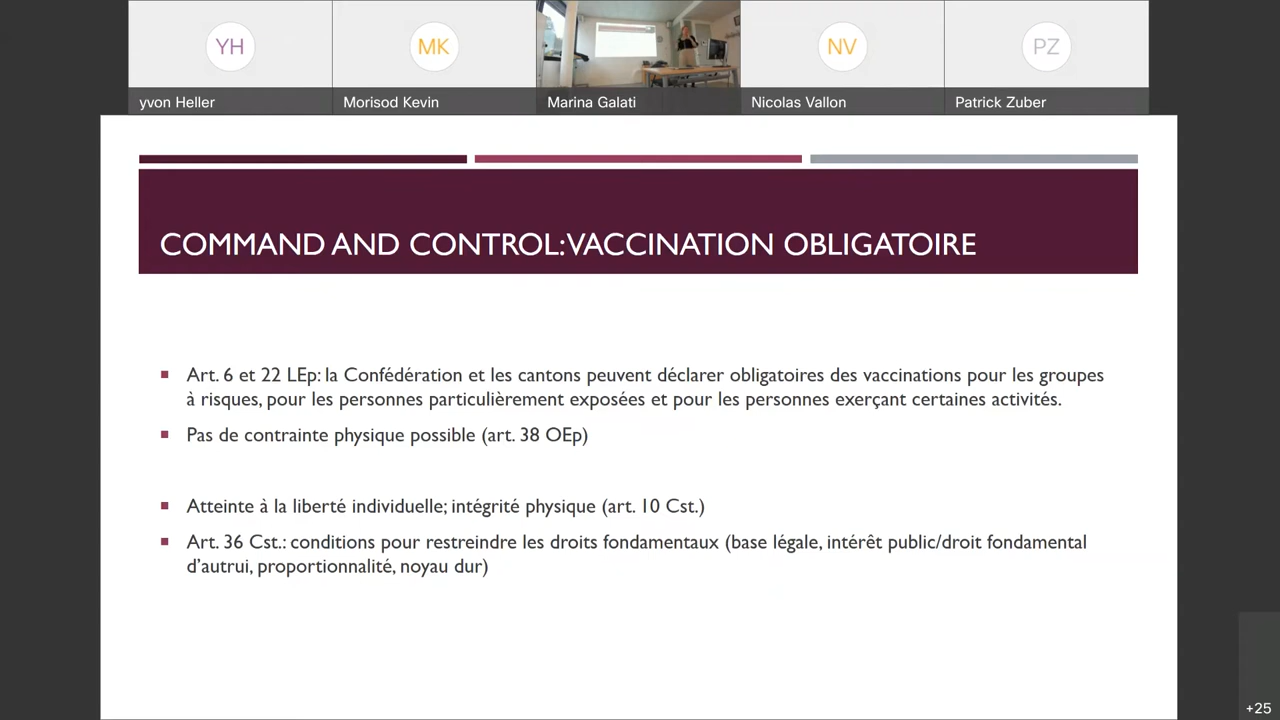 YH
MK
NV
PZ
yvon Heller
Morisod Kevin
Marina Galati
Nicolas Vallon
Patrick Zuber
COMMAND AND CONTROL: VACCINATION OBLIGATOIRE
Art. 6 et 22 LEp: la Confédération et les cantons peuvent déclarer obligatoires des vaccinations pour les groupes
à risques, pour les personnes particulièrement exposées et pour les personnes exerçant certaines activités.
Pas de contrainte physique possible (art. 38 OEp)
Atteinte à la liberté individuelle; intégrité physique (art. 10 Cst.)
Art. 36 Cst.: conditions pour restreindre les droits fondamentaux (base légale, intérêt public/droit fondamental
d'autrui, proportionnalité, noyau dur)
+25